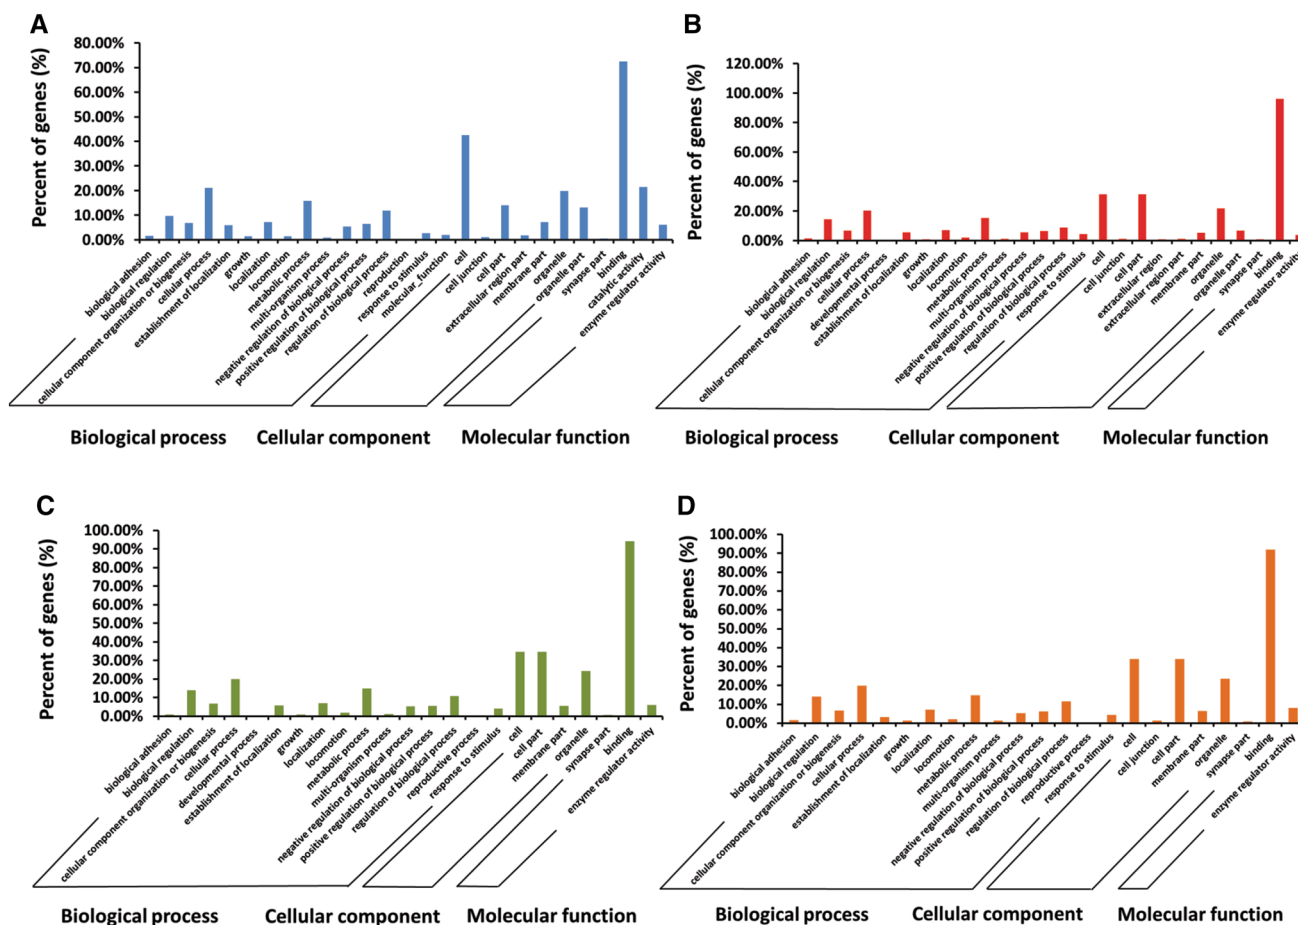 A
Percent of genes (%)
80.00%
70.00%
60.00%
50.00%
40.00%
30.00%
20.00%
10.00%
0.00%
biological adhesion
biological regulation
cellular component organization or biogenesis
cellular process
establishment of localization
growth
localization
locomotion
metabolic process
multi-organism process
negative regulation of biological process
positive regulation of biological process
regulation of biological process
reproduction
response to stimulus
molecular_function
cell
cell junction
cell part
extracellular region part
membrane part
organelle
organelle part
synapse part
binding
catalytic activity
enzyme regulator activity
Biological process
Cellular component
Molecular function
B
Percent of genes (%)
120.00%
100.00%
80.00%
60.00%
40.00%
20.00%
0.00%
biological adhesion
biological regulation
cellular component organization or biogenesis
cellular process
developmental process
establishment of localization
growth
localization
locomotion
metabolic process
multi-organism process
negative regulation of biological process
positive regulation of biological process
regulation of biological process
response to stimulus
cell
cell junction
cell part
extracellular region
extracellular region part
membrane part
organelle
organelle part
synapse part
binding
enzyme regulator activity
Biological process
Cellular component
Molecular function
C
Percent of genes (%)
100.00%
90.00%
80.00%
70.00%
60.00%
50.00%
40.00%
30.00%
20.00%
10.00%
0.00%
biological adhesion
biological regulation
cellular component organization or biogenesis
cellular process
developmental process
establishment of localization
growth
localization
locomotion
metabolic process
multi-organism process
negative regulation of biological process
positive regulation of biological process
regulation of biological process
reproductive process
response to stimulus
cell
cell part
membrane part
organelle
synapse part
binding
enzyme regulator activity
Biological process
Cellular component
Molecular function
D
Percent of genes (%)
100.00%
90.00%
80.00%
70.00%
60.00%
50.00%
40.00%
30.00%
20.00%
10.00%
0.00%
biological adhesion
biological regulation
cellular component organization or biogenesis
cellular process
establishment of localization
growth
localization
locomotion
metabolic process
multi-organism process
negative regulation of biological process
positive regulation of biological process
regulation of biological process
reproductive process
response to stimulus
cell
cell junction
cell part
membrane part
organelle
synapse part
binding
enzyme regulator activity
Biological process
Cellular component
Molecular function